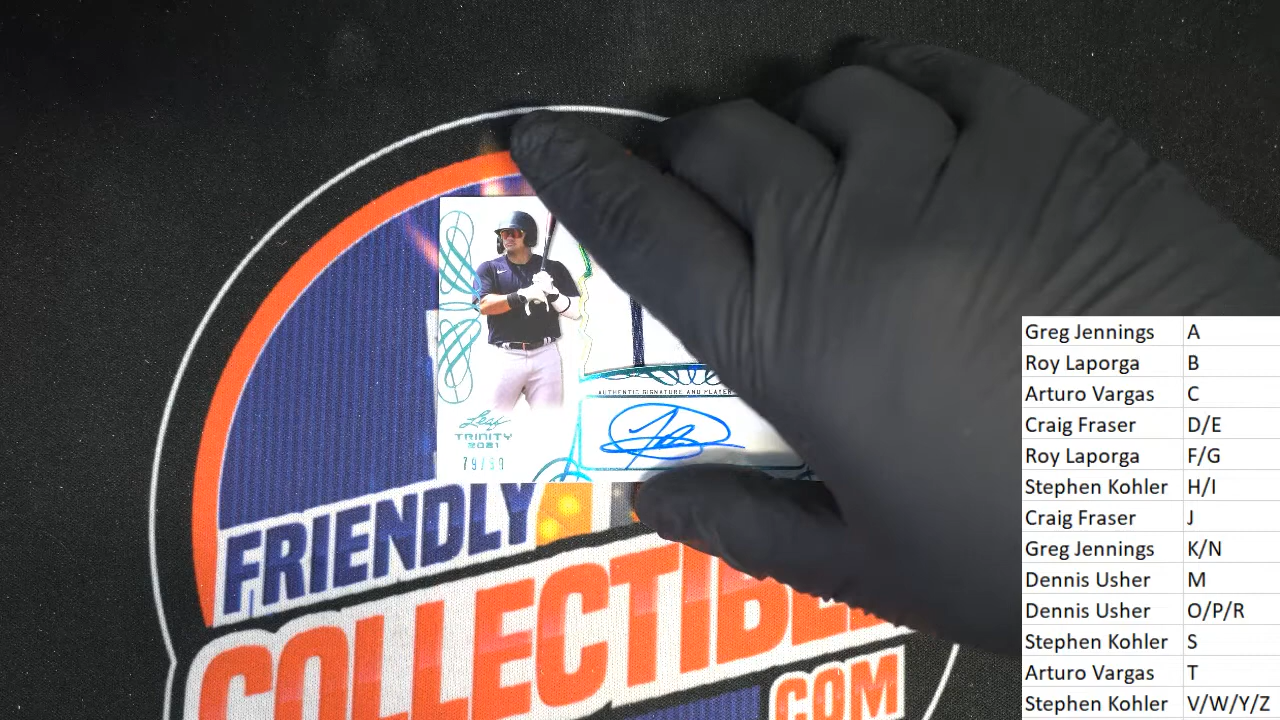 AUTHENTIC SIGNATURE AND PLAYER
Leaf
TRINITY
2021
FRIENDLY
COLLECTIBLE
.COM
Greg Jennings A
Roy Laporga B
Arturo Vargas C
Craig Fraser D/E
Roy Laporga F/G
Stephen Kohler H/I
Craig Fraser J
Greg Jennings K/N
Dennis Usher M
Dennis Usher O/P/R
Stephen Kohler S
Arturo Vargas T
Stephen Kohler V/W/Y/Z